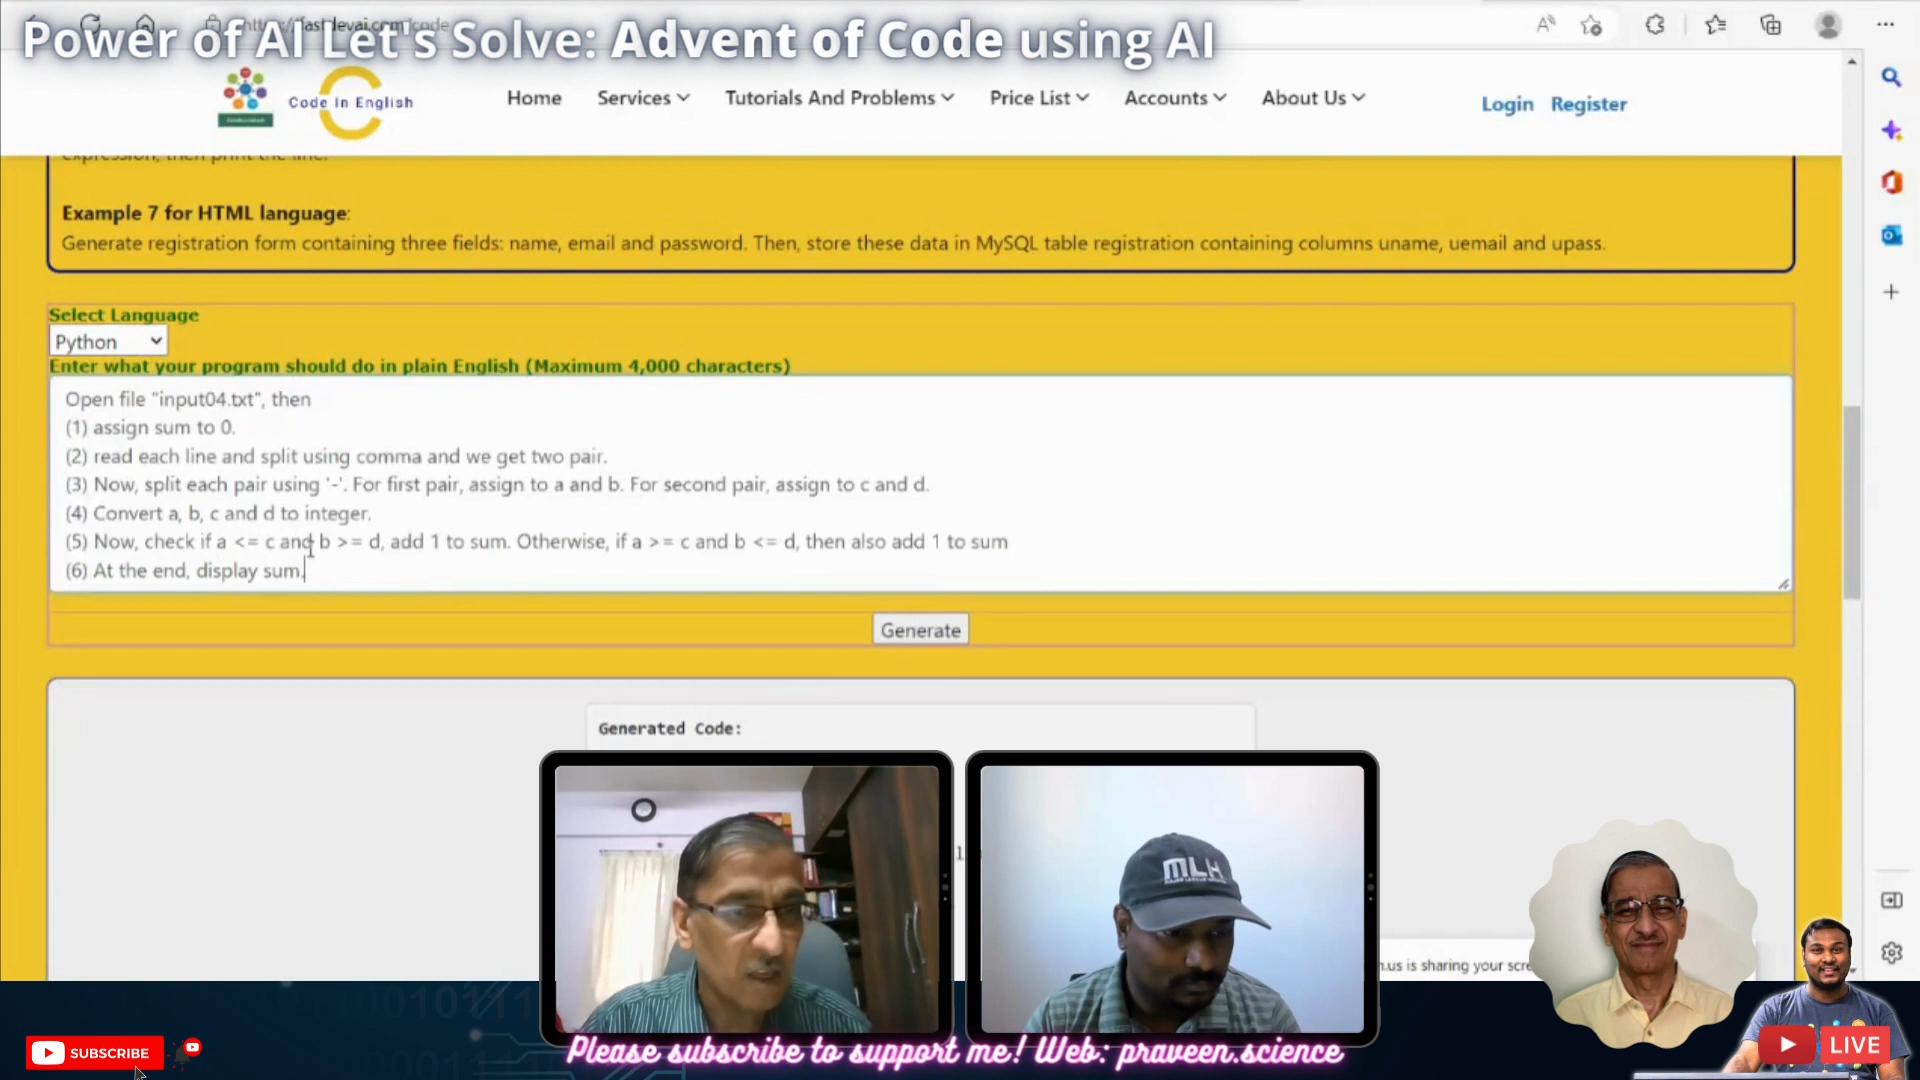 Power of AI Let's Solve: Advent of Code using AI
Code In English
Home
Services
Tutorials And Problems
Price List
Accounts
About Us
Login
Register
expression, then print the line.
Example 7 for HTML language:
Generate registration form containing three fields: name, email and password. Then, store these data in MySQL table registration containing columns uname, uemail and upass.
Select Language
Python
Enter what your program should do in plain English (Maximum 4,000 characters)
Open file "input04.txt", then
(1) assign sum to 0.
(2) read each line and split using comma and we get two pair.
(3) Now, split each pair using '-'. For first pair, assign to a and b. For second pair, assign to c and d.
(4) Convert a, b, c and d to integer.
(5) Now, check if a <= c and b >= d, add 1 to sum. Otherwise, if a >= c and b <= d, then also add 1 to sum
(6) At the end, display sum.
Generate
Generated Code:
MLH
is sharing your
SUBSCRIBE
Please subscribe to support me! Web: praveen.science
LIVE